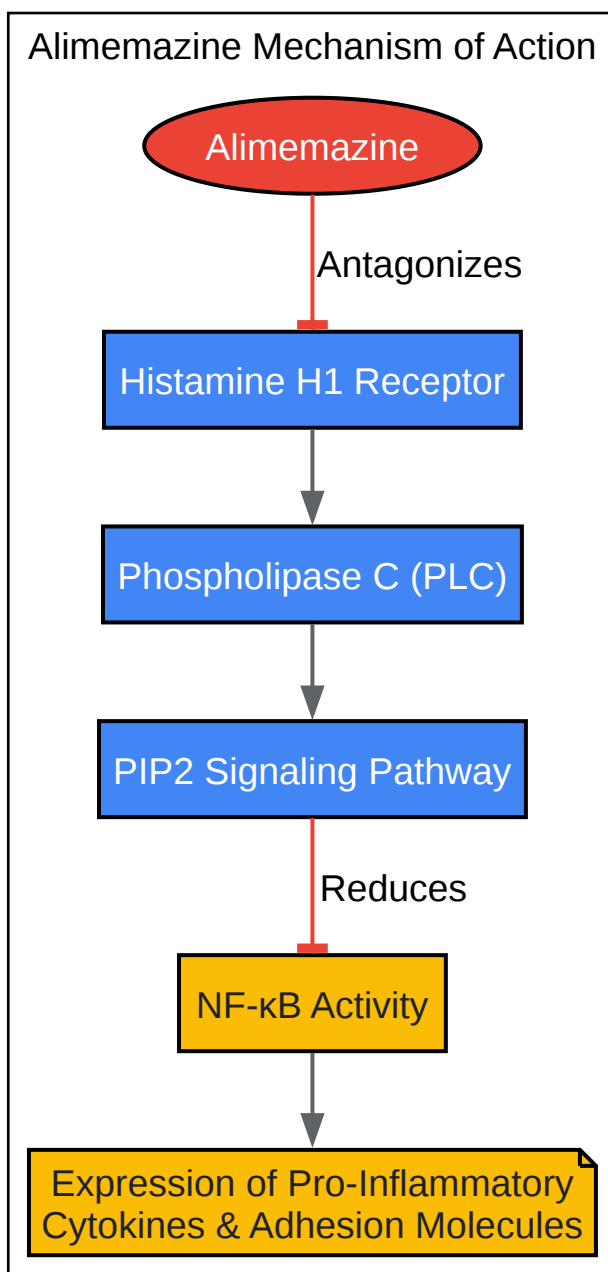 Alimemazine Mechanism of Action
Alimemazine
Antagonizes
Histamine H1 Receptor
Phospholipase C (PLC)
PIP2 Signaling Pathway
Reduces
NF-κB Activity
Expression of Pro-Inflammatory
Cytokines & Adhesion Molecules